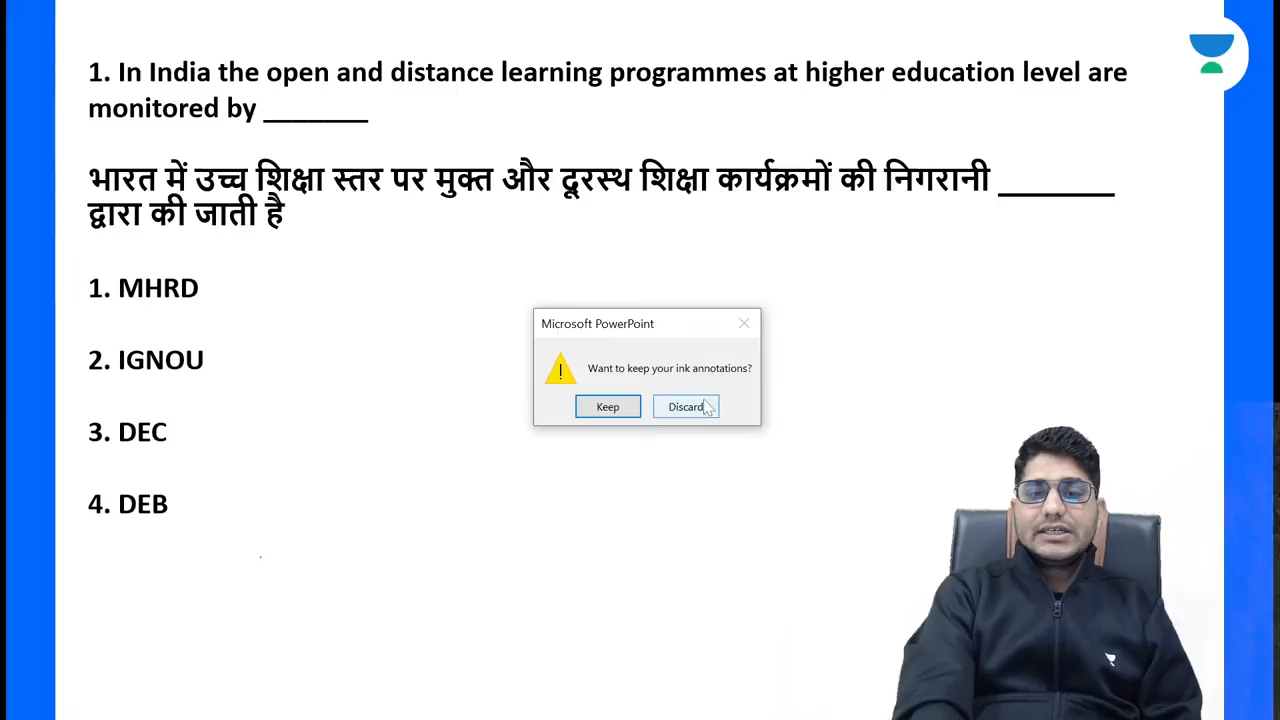 1. In India the open and distance learning programmes at higher education level are
monitored by _______
भारत में उच्च शिक्षा स्तर पर मुक्त और दूरस्थ शिक्षा कार्यक्रमों की निगरानी _______
द्वारा की जाती है
1. MHRD
2. IGNOU
3. DEC
4. DEB
Microsoft PowerPoint
Want to keep your ink annotations?
Keep Discard